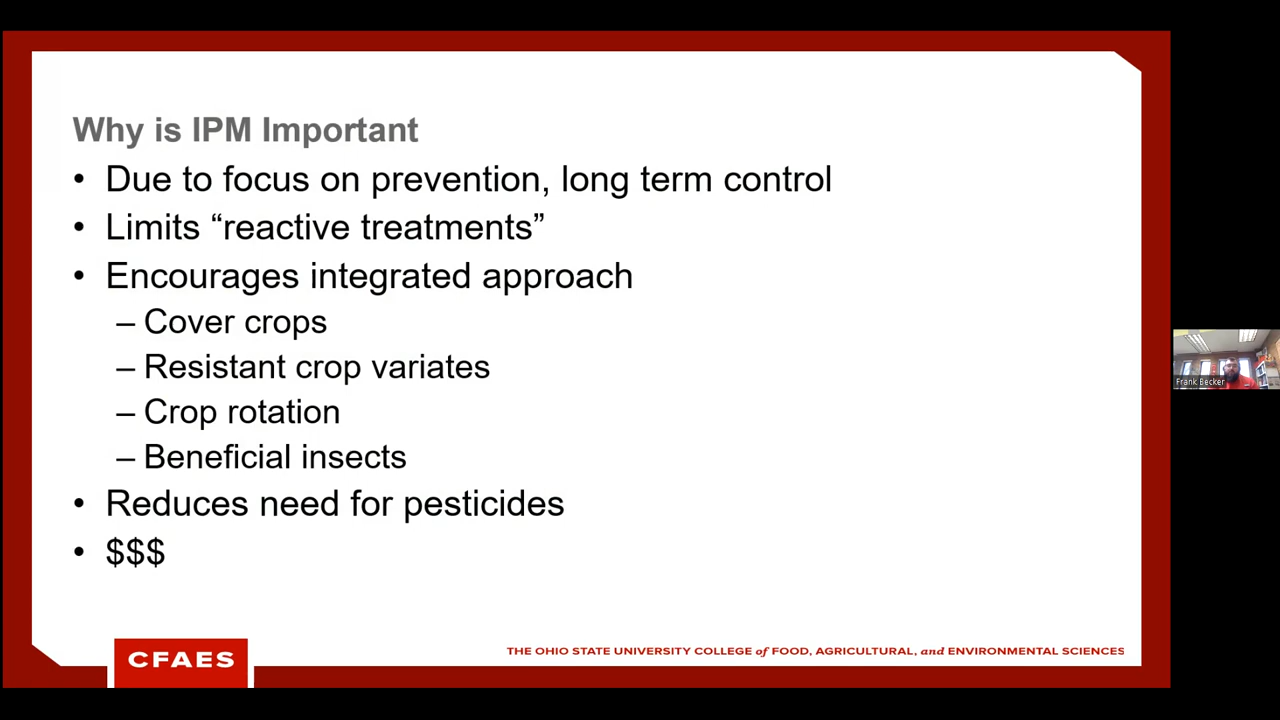 Why is IPM Important
• Due to focus on prevention, long term control
• Limits “reactive treatments”
• Encourages integrated approach
– Cover crops
– Resistant crop variates
– Crop rotation
– Beneficial insects
• Reduces need for pesticides
• $$$
Frank Becker
CFAES
THE OHIO STATE UNIVERSITY COLLEGE of FOOD, AGRICULTURAL, and ENVIRONMENTAL SCIENCES